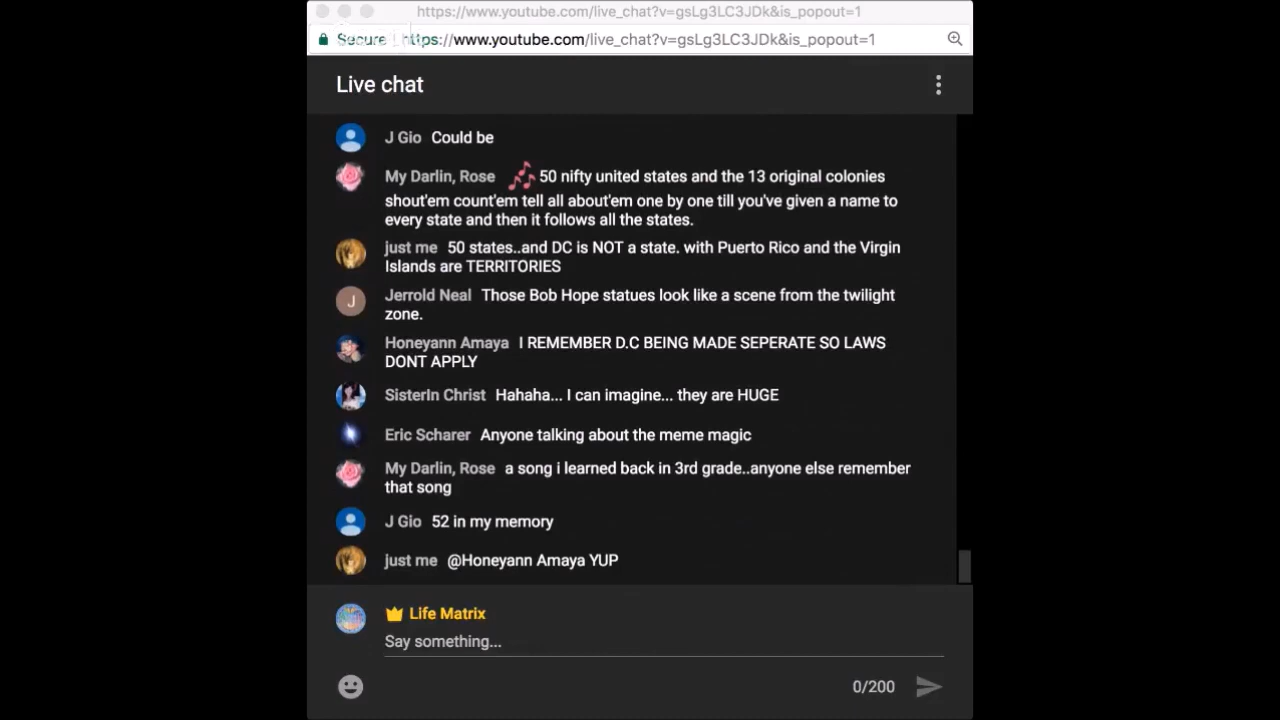 https://www.youtube.com/live_chat?v=gsLg3LC3JDk&is_popout=1
Secure https://www.youtube.com/live_chat?v=gsLg3LC3JDk&is_popout=1
Live chat
J Gio Could be
My Darlin, Rose 🎶 50 nifty united states and the 13 original colonies
shout'em count'em tell all about'em one by one till you've given a name to
every state and then it follows all the states.
just me 50 states..and DC is NOT a state. with Puerto Rico and the Virgin
Islands are TERRITORIES
Jerrold Neal Those Bob Hope statues look like a scene from the twilight
zone.
Honeyann Amaya I REMEMBER D.C BEING MADE SEPERATE SO LAWS
DONT APPLY
SisterIn Christ Hahaha... I can imagine... they are HUGE
Eric Scharer Anyone talking about the meme magic
My Darlin, Rose a song i learned back in 3rd grade..anyone else remember
that song
J Gio 52 in my memory
just me @Honeyann Amaya YUP
Life Matrix
Say something...
0/200